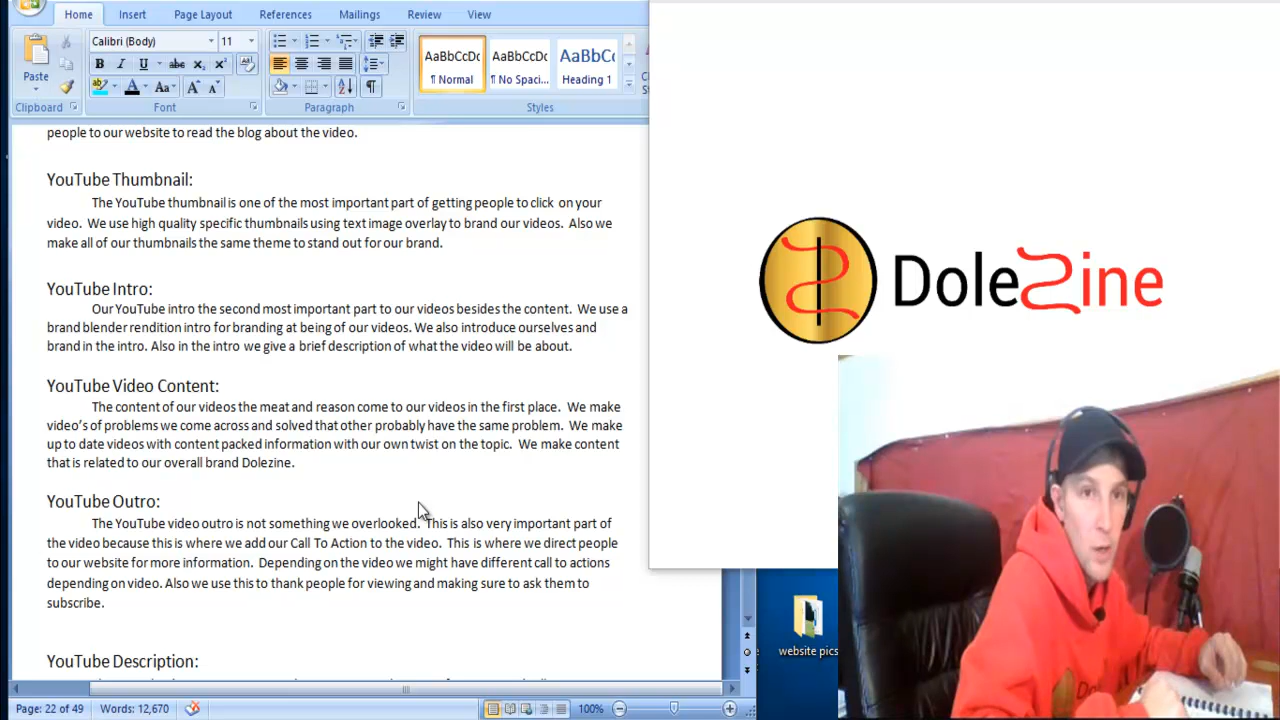 Home Insert Page Layout References Mailings Review View
Calibri (Body) 11
Paste
B I U abc X₂ X²
Aa A A
AaBbCcDc AaBbCcDc AaBbCc
¶ Normal ¶ No Spaci... Heading 1
Clipboard Font Paragraph Styles
people to our website to read the blog about the video.
YouTube Thumbnail:
The YouTube thumbnail is one of the most important part of getting people to click on your
video. We use high quality specific thumbnails using text image overlay to brand our videos. Also we
make all of our thumbnails the same theme to stand out for our brand.
YouTube Intro:
Our YouTube intro the second most important part to our videos besides the content. We use a
brand blender rendition intro for branding at being of our videos. We also introduce ourselves and
brand in the intro. Also in the intro we give a brief description of what the video will be about.
YouTube Video Content:
The content of our videos the meat and reason come to our videos in the first place. We make
video's of problems we come across and solved that other probably have the same problem. We make
up to date videos with content packed information with our own twist on the topic. We make content
that is related to our overall brand Dolezine.
YouTube Outro:
The YouTube video outro is not something we overlooked. This is also very important part of
the video because this is where we add our Call To Action to the video. This is where we direct people
to our website for more information. Depending on the video we might have different call to actions
depending on video. Also we use this to thank people for viewing and making sure to ask them to
subscribe.
YouTube Description:
Page: 22 of 49 Words: 12,670 100%
DoleZine
website pics